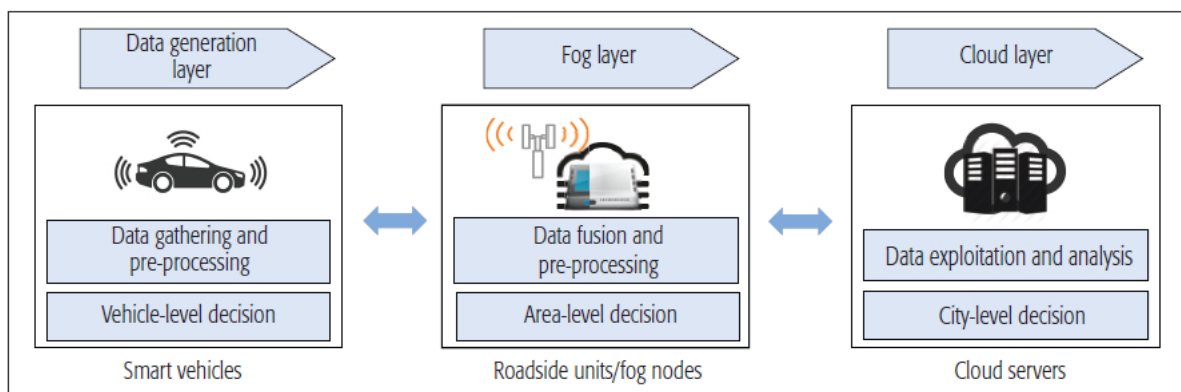 Data generation
layer
Fog layer
Cloud layer
Data gathering and
pre-processing
Vehicle-level decision
Data fusion and
pre-processing
Area-level decision
Data exploitation and analysis
City-level decision
Smart vehicles
Roadside units/fog nodes
Cloud servers